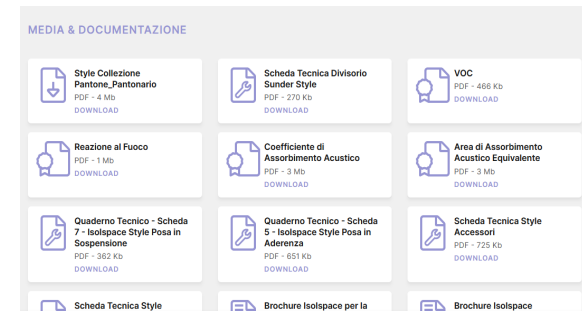 MEDIA & DOCUMENTAZIONE
Style Collezione
Pantone_Pantonario
PDF - 4 Mb
DOWNLOAD
Scheda Tecnica Divisorio
Sunder Style
PDF - 270 Kb
DOWNLOAD
VOC
PDF - 466 Kb
DOWNLOAD
Reazione al Fuoco
PDF - 1 Mb
DOWNLOAD
Coefficiente di
Assorbimento Acustico
PDF - 3 Mb
DOWNLOAD
Area di Assorbimento
Acustico Equivalente
PDF - 3 Mb
DOWNLOAD
Quaderno Tecnico - Scheda
7 - Isolspace Style Posa in
Sospensione
PDF - 362 Kb
DOWNLOAD
Quaderno Tecnico - Scheda
5 - Isolspace Style Posa in
Aderenza
PDF - 651 Kb
DOWNLOAD
Scheda Tecnica Style
Accessori
PDF - 725 Kb
DOWNLOAD
Scheda Tecnica Style
Brochure Isolspace per la
Brochure Isolspace